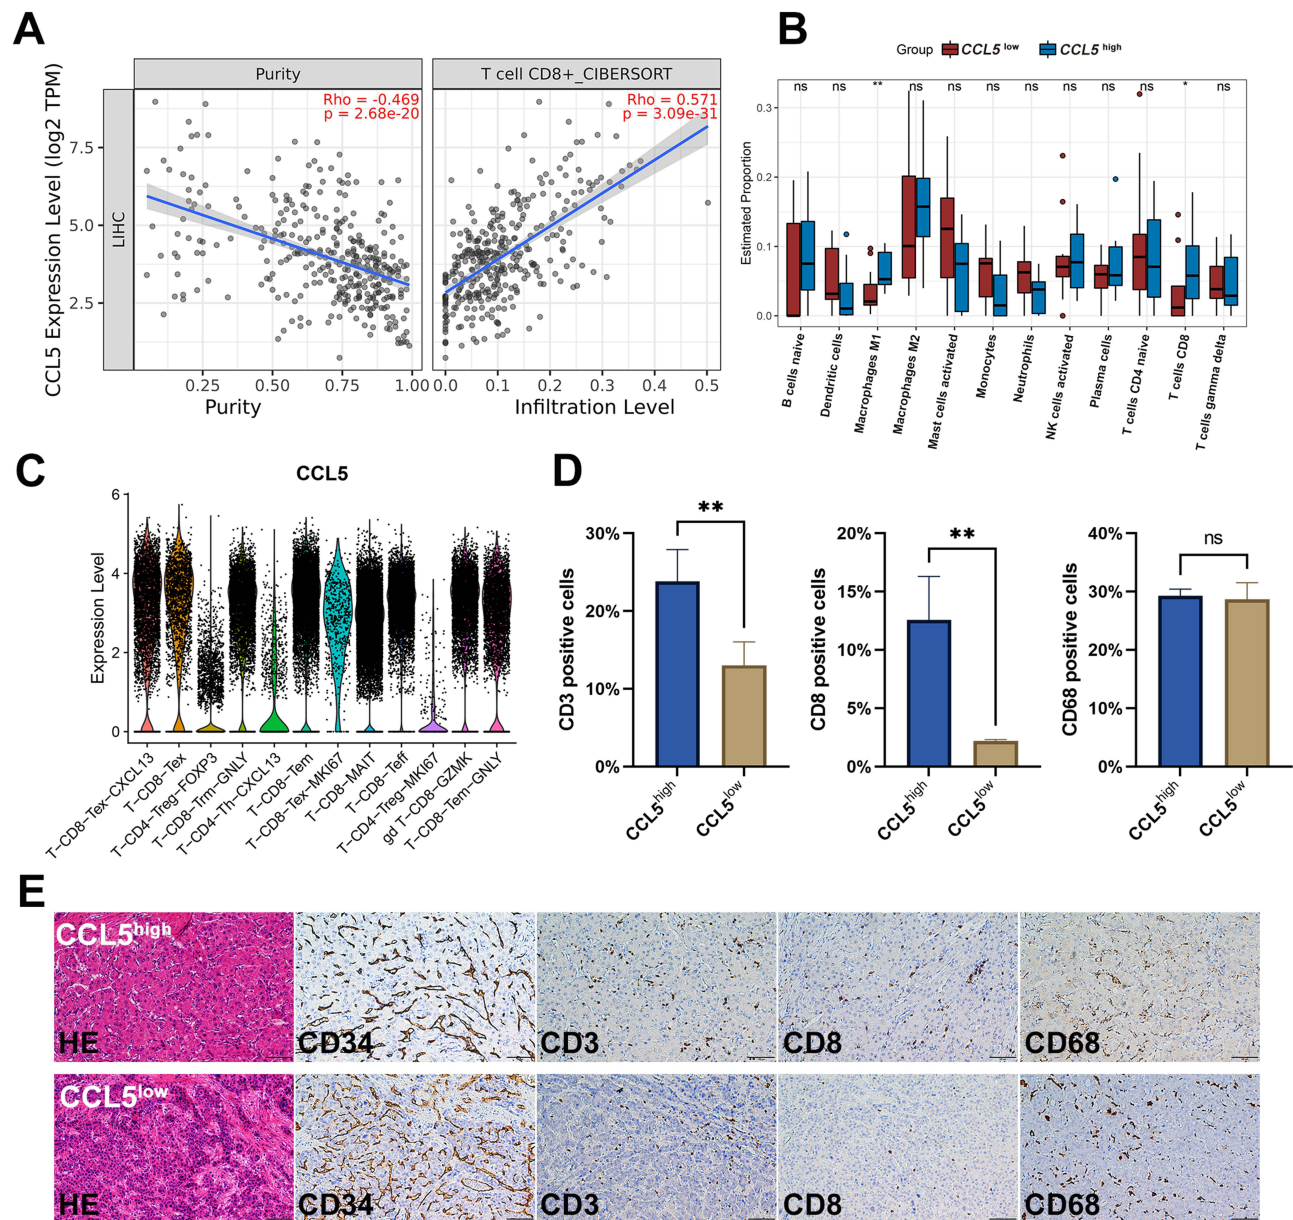 A
CCL5 Expression Level (log2 TPM)
LIHC
Purity
Rho = -0.469
p = 2.68e-20
T cell CD8+_CIBERSORT
Rho = 0.571
p = 3.09e-31
7.5
5.0
2.5
0.25 0.50 0.75 1.00
0.0 0.1 0.2 0.3 0.4 0.5
Purity
Infiltration Level
B
Group CCL5 low CCL5 high
ns ns ** ns ns ns ns ns ns ns * ns
Estimated Proportion
0.3
0.2
0.1
0.0
B cells naive
Dendritic cells
Macrophages M1
Macrophages M2
Mast cells activated
Monocytes
Neutrophils
NK cells activated
Plasma cells
T cells CD4 naive
T cells CD8
T cells gamma delta
C
CCL5
Expression Level
6
4
2
0
T−CD8−Tex−CXCL13
T−CD8−Tex
T−CD4−Treg−FOXP3
T−CD8−Trm−GNLY
T−CD4−Th−CXCL13
T−CD8−Tem
T−CD8−Tex−MKI67
T−CD8−MAIT
T−CD8−Teff
T−CD4−Treg−MKI67
gd T−CD8−GZMK
T−CD8−Tem−GNLY
D
CD3 positive cells
30%
20%
10%
0%
**
CCL5high
CCL5low
CD8 positive cells
20%
15%
10%
5%
0%
**
CCL5high
CCL5low
CD68 positive cells
40%
30%
20%
10%
0%
ns
CCL5high
CCL5low
E
CCL5high
HE CD34 CD3 CD8 CD68
CCL5low
HE CD34 CD3 CD8 CD68